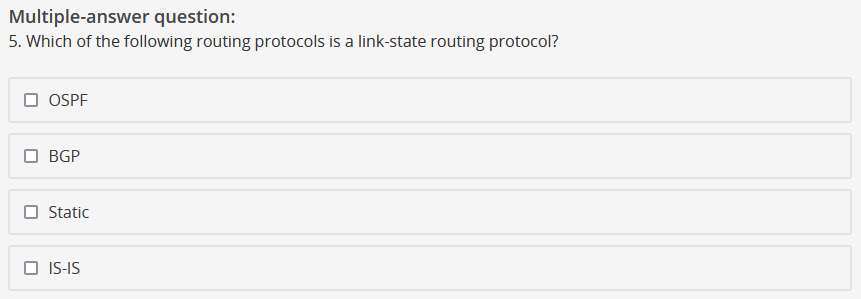 Multiple-answer question:
5. Which of the following routing protocols is a link-state routing protocol?
OSPF
BGP
Static
IS-IS